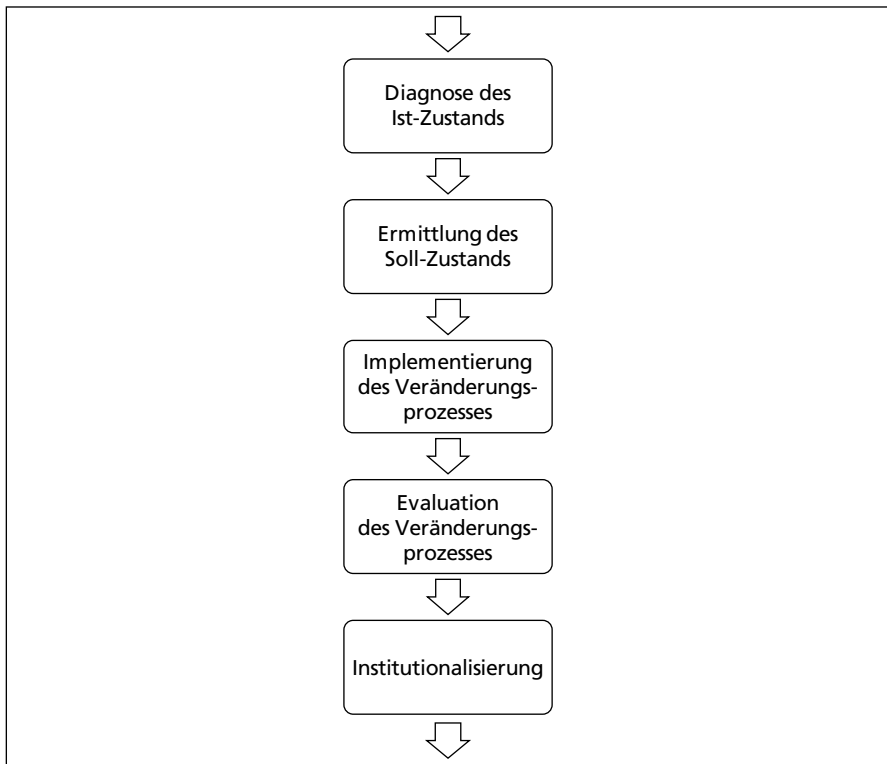 Diagnose des
Ist-Zustands
Ermittlung des
Soll-Zustands
Implementierung
des Veränderungs-
prozesses
Evaluation
des Veränderungs-
prozesses
Institutionalisierung